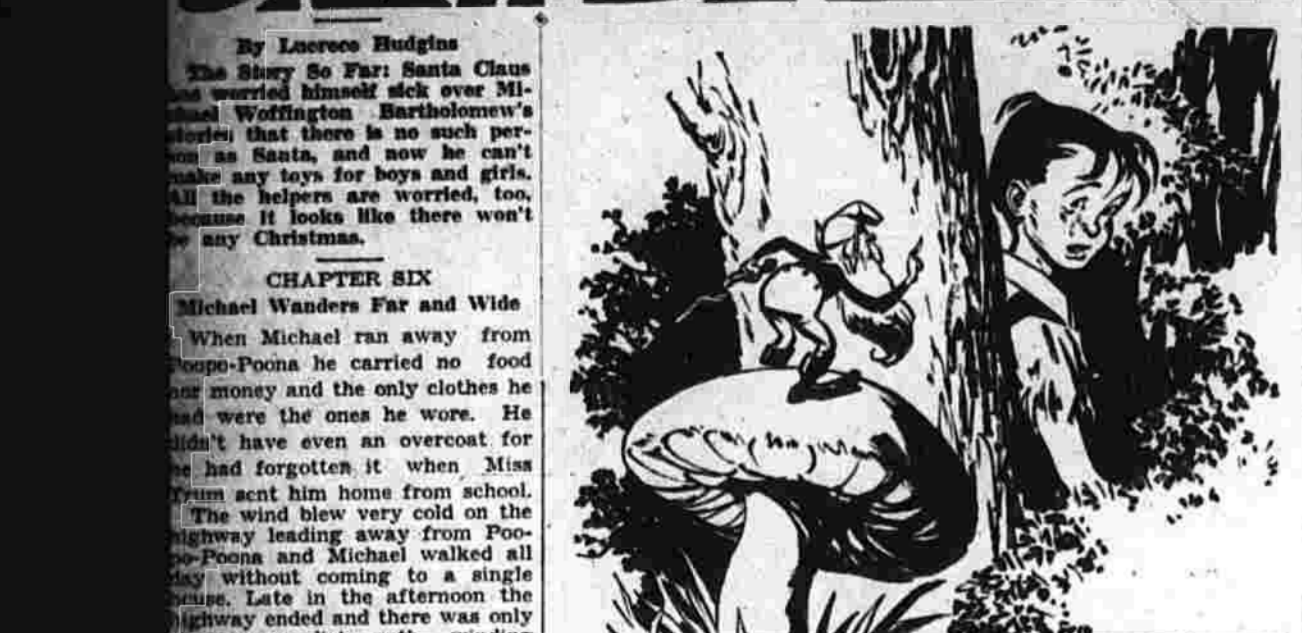 By Lucrece Hudgins
The Story So Far: Santa Claus
has worried himself sick over Mi-
chael Woffington Bartholomew's
stories that there is no such per-
son as Santa, and now he can't
make any toys for boys and girls.
All the helpers are worried, too,
because it looks like there won't
be any Christmas.
CHAPTER SIX
Michael Wanders Far and Wide
When Michael ran away from
Poopo-Poona he carried no food
nor money and the only clothes he
had were the ones he wore. He
didn't have even an overcoat for
he had forgotten it when Miss
Trum sent him home from school.
The wind blew very cold on the
highway leading away from Poo-
po-Poona and Michael walked all
day without coming to a single
house. Late in the afternoon the
highway ended and there was only